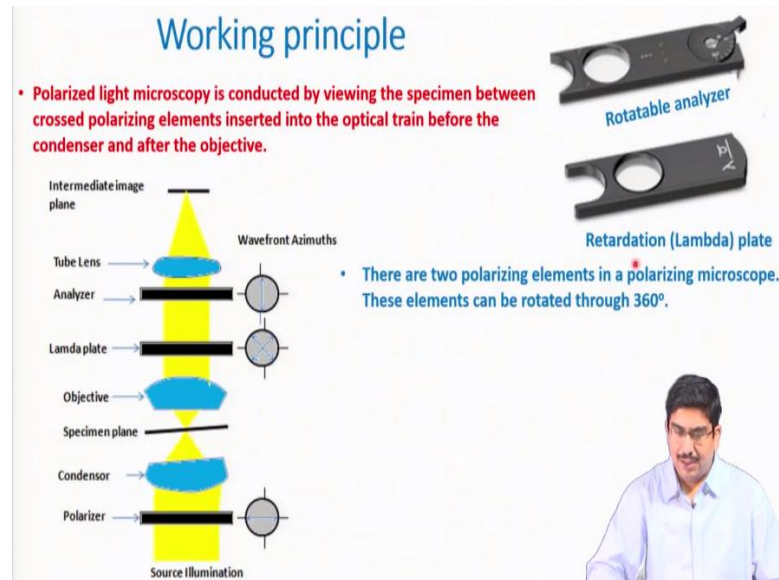 Working principle
• Polarized light microscopy is conducted by viewing the specimen between
crossed polarizing elements inserted into the optical train before the
condenser and after the objective.
Rotatable analyzer
Retardation (Lambda) plate
• There are two polarizing elements in a polarizing microscope.
These elements can be rotated through 360º.
Intermediate image
plane
Wavefront Azimuths
Tube Lens
Analyzer
Lamda plate
Objective
Specimen plane
Condensor
Polarizer
Source Illumination